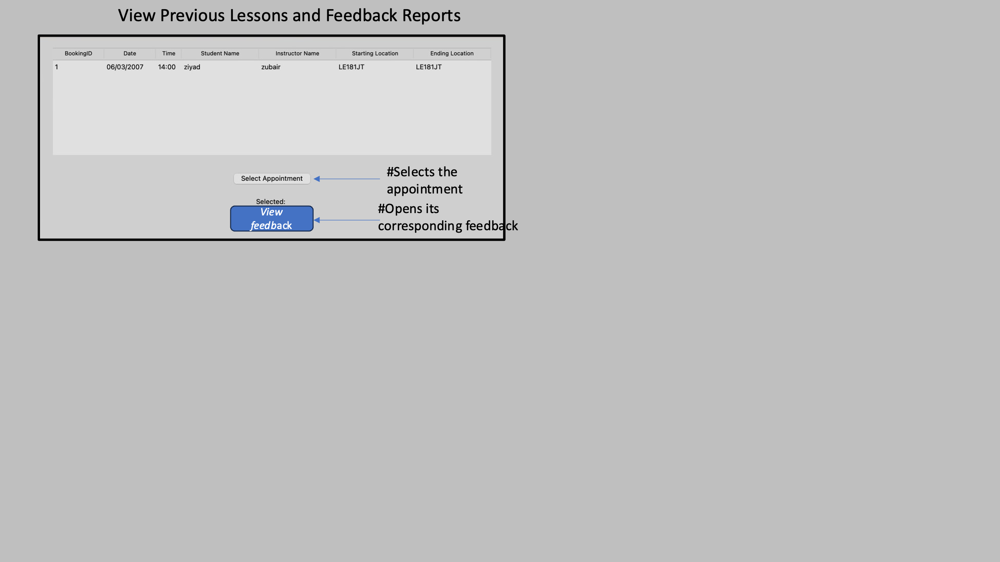 View Previous Lessons and Feedback Reports
BookingID Date Time Student Name Instructor Name Starting Location Ending Location
1 06/03/2007 14:00 ziyad zubair LE181JT LE181JT
Select Appointment
#Selects the
appointment
Selected:
View
feedback
#Opens its
corresponding feedback